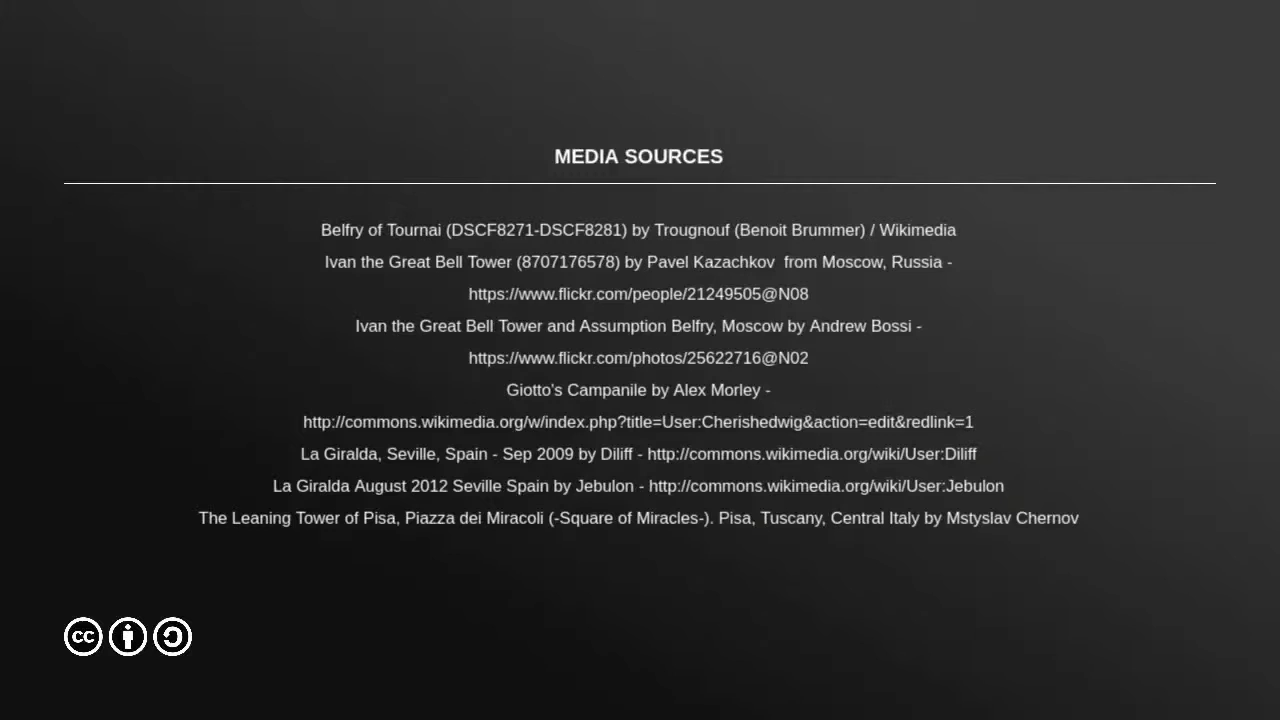 MEDIA SOURCES
Belfry of Tournai (DSCF8271-DSCF8281) by Trougnouf (Benoit Brummer) / Wikimedia
Ivan the Great Bell Tower (8707176578) by Pavel Kazachkov  from Moscow, Russia -
https://www.flickr.com/people/21249505@N08
Ivan the Great Bell Tower and Assumption Belfry, Moscow by Andrew Bossi -
https://www.flickr.com/photos/25622716@N02
Giotto's Campanile by Alex Morley -
http://commons.wikimedia.org/w/index.php?title=User:Cherishedwig&action=edit&redlink=1
La Giralda, Seville, Spain - Sep 2009 by Diliff - http://commons.wikimedia.org/wiki/User:Diliff
La Giralda August 2012 Seville Spain by Jebulon - http://commons.wikimedia.org/wiki/User:Jebulon
The Leaning Tower of Pisa, Piazza dei Miracoli (-Square of Miracles-). Pisa, Tuscany, Central Italy by Mstyslav Chernov
cc